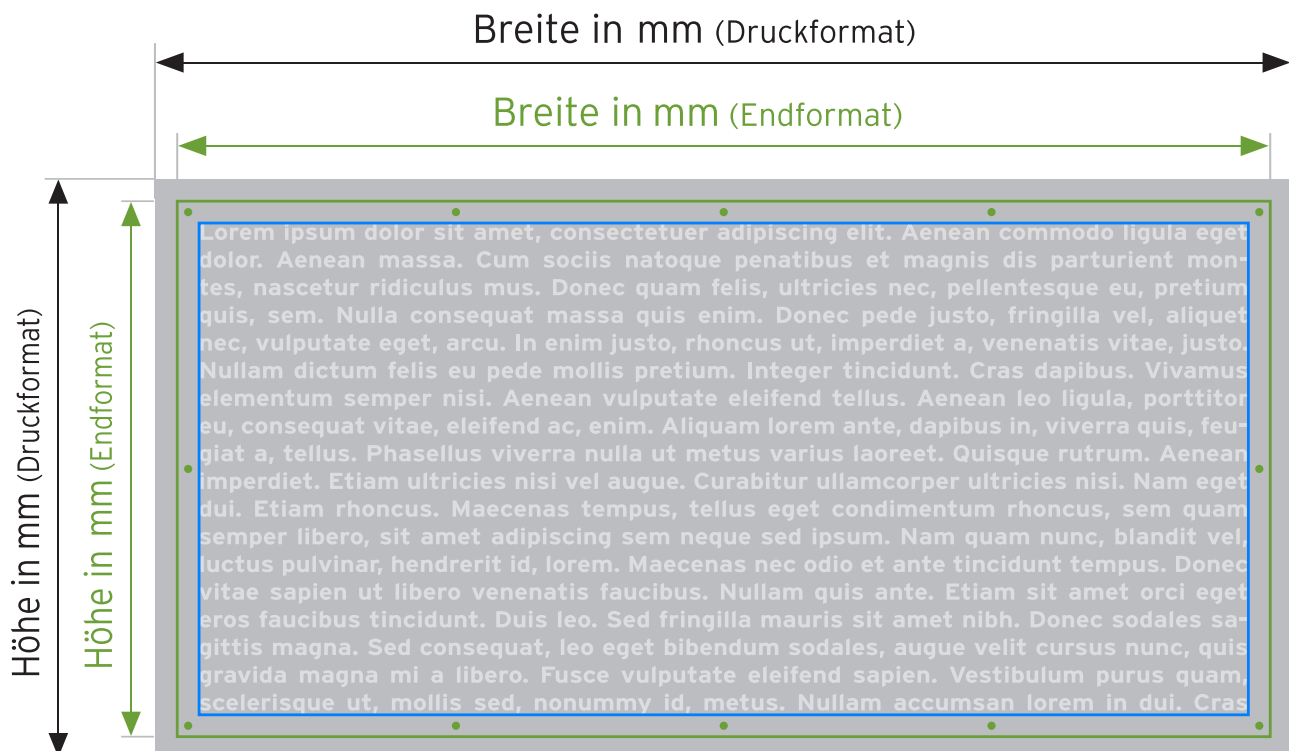 Breite in mm (Druckformat)
Breite in mm (Endformat)
Höhe in mm (Druckformat)
Höhe in mm (Endformat)
Lorem ipsum dolor sit amet, consectetuer adipiscing elit. Aenean commodo ligula eget
dolor. Aenean massa. Cum sociis natoque penatibus et magnis dis parturient mon-
tes, nascetur ridiculus mus. Donec quam felis, ultricies nec, pellentesque eu, pretium
quis, sem. Nulla consequat massa quis enim. Donec pede justo, fringilla vel, aliquet
nec, vulputate eget, arcu. In enim justo, rhoncus ut, imperdiet a, venenatis vitae, justo.
Nullam dictum felis eu pede mollis pretium. Integer tincidunt. Cras dapibus. Vivamus
elementum semper nisi. Aenean vulputate eleifend tellus. Aenean leo ligula, porttitor
eu, consequat vitae, eleifend ac, enim. Aliquam lorem ante, dapibus in, viverra quis, feu-
giat a, tellus. Phasellus viverra nulla ut metus varius laoreet. Quisque rutrum. Aenean
imperdiet. Etiam ultricies nisi vel augue. Curabitur ullamcorper ultricies nisi. Nam eget
dui. Etiam rhoncus. Maecenas tempus, tellus eget condimentum rhoncus, sem quam
semper libero, sit amet adipiscing sem neque sed ipsum. Nam quam nunc, blandit vel,
luctus pulvinar, hendrerit id, lorem. Maecenas nec odio et ante tincidunt tempus. Donec
vitae sapien ut libero venenatis faucibus. Nullam quis ante. Etiam sit amet orci eget
eros faucibus tincidunt. Duis leo. Sed fringilla mauris sit amet nibh. Donec sodales sa-
gittis magna. Sed consequat, leo eget bibendum sodales, augue velit cursus nunc, quis
gravida magna mi a libero. Fusce vulputate eleifend sapien. Vestibulum purus quam,
scelerisque ut, mollis sed, nonummy id, metus. Nullam accumsan lorem in dui. Cras